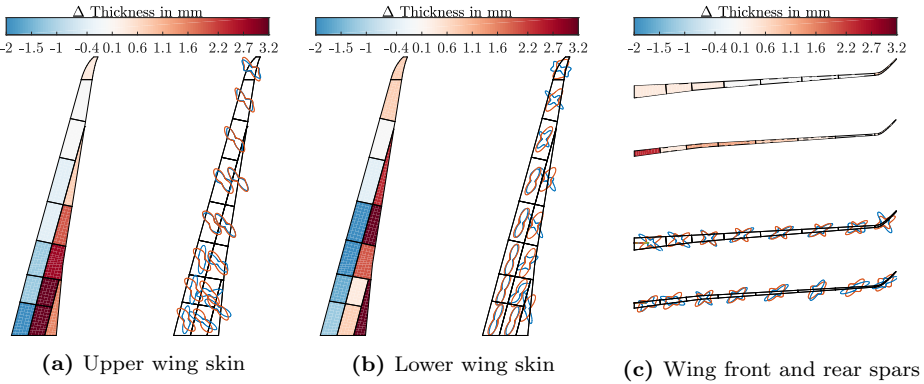 Δ Thickness in mm
-2 -1.5 -1 -0.4 0.1 0.6 1.1 1.6 2.2 2.7 3.2
(a) Upper wing skin
Δ Thickness in mm
-2 -1.5 -1 -0.4 0.1 0.6 1.1 1.6 2.2 2.7 3.2
(b) Lower wing skin
Δ Thickness in mm
-2 -1.5 -1 -0.4 0.1 0.6 1.1 1.6 2.2 2.7 3.2
(c) Wing front and rear spars